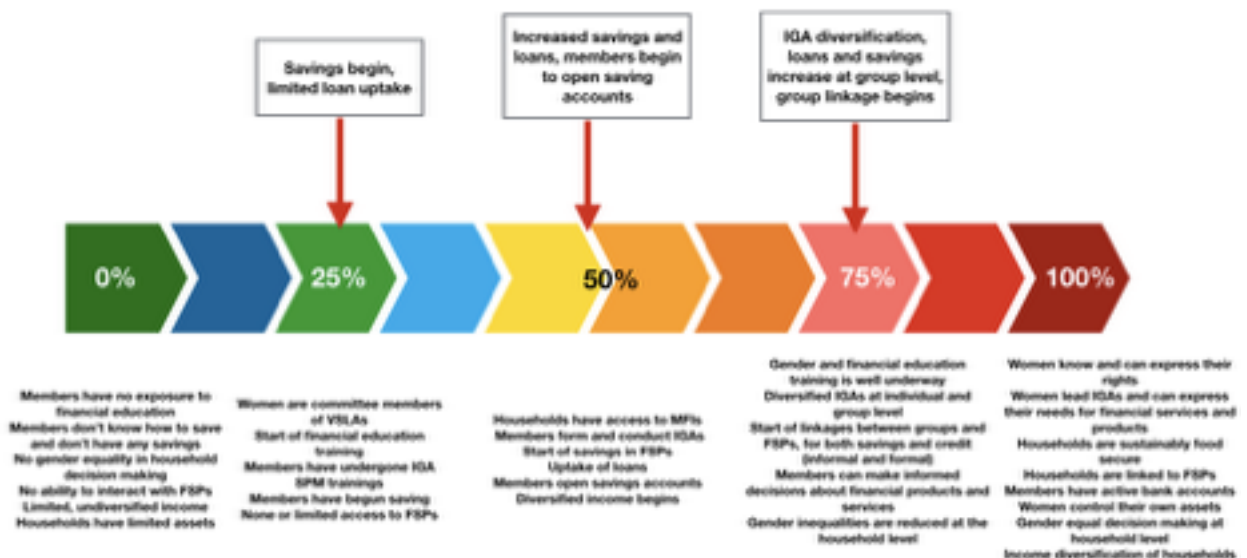 Savings begin,
limited loan uptake
Increased savings and
loans, members begin
to open saving
accounts
IGA diversification,
loans and savings
increase at group level,
group linkage begins
0%
25%
50%
75%
100%
Members have no exposure to
financial education
Members don't know how to save
and don't have any savings
No gender equality in household
decision making
No ability to interact with FSPs
Limited, undiversified income
Households have limited assets
Women are committee members
of VSLAs
Start of financial education
training
Members have undergone IGA
SPM trainings
Members have begun saving
None or limited access to FSPs
Households have access to MFIs
Members form and conduct IGAs
Start of savings in FSPs
Uptake of loans
Members open savings accounts
Diversified income begins
Gender and financial education
training is well underway
Diversified IGAs at individual and
group level
Start of linkages between groups and
FSPs, for both savings and credit
(informal and formal)
Members can make informed
decisions about financial products and
services
Gender inequalities are reduced at the
household level
Women know and can express their
rights
Women lead IGAs and can express
their needs for financial services and
products
Households are sustainably food
secure
Households are linked to FSPs
Members have active bank accounts
Women control their own assets
Gender equal decision making at
household level
Income diversification of households